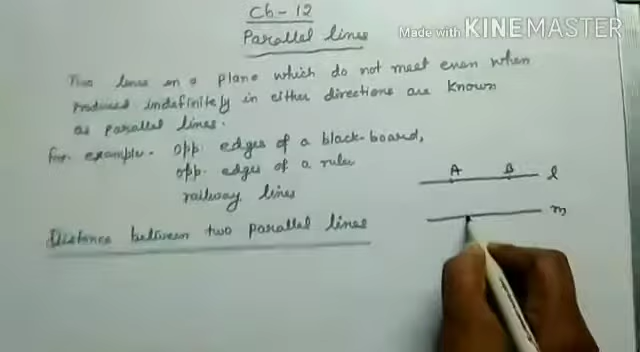 Ch - 12
Parallel lines
Made with KINEMASTER
Two lines on a plane which do not meet even when
produced indefinitely in either directions are known
as parallel lines.
For example - opp. edges of a black-board,
opp. edges of a ruler
railway lines
A B l
m
Distance between two parallel lines